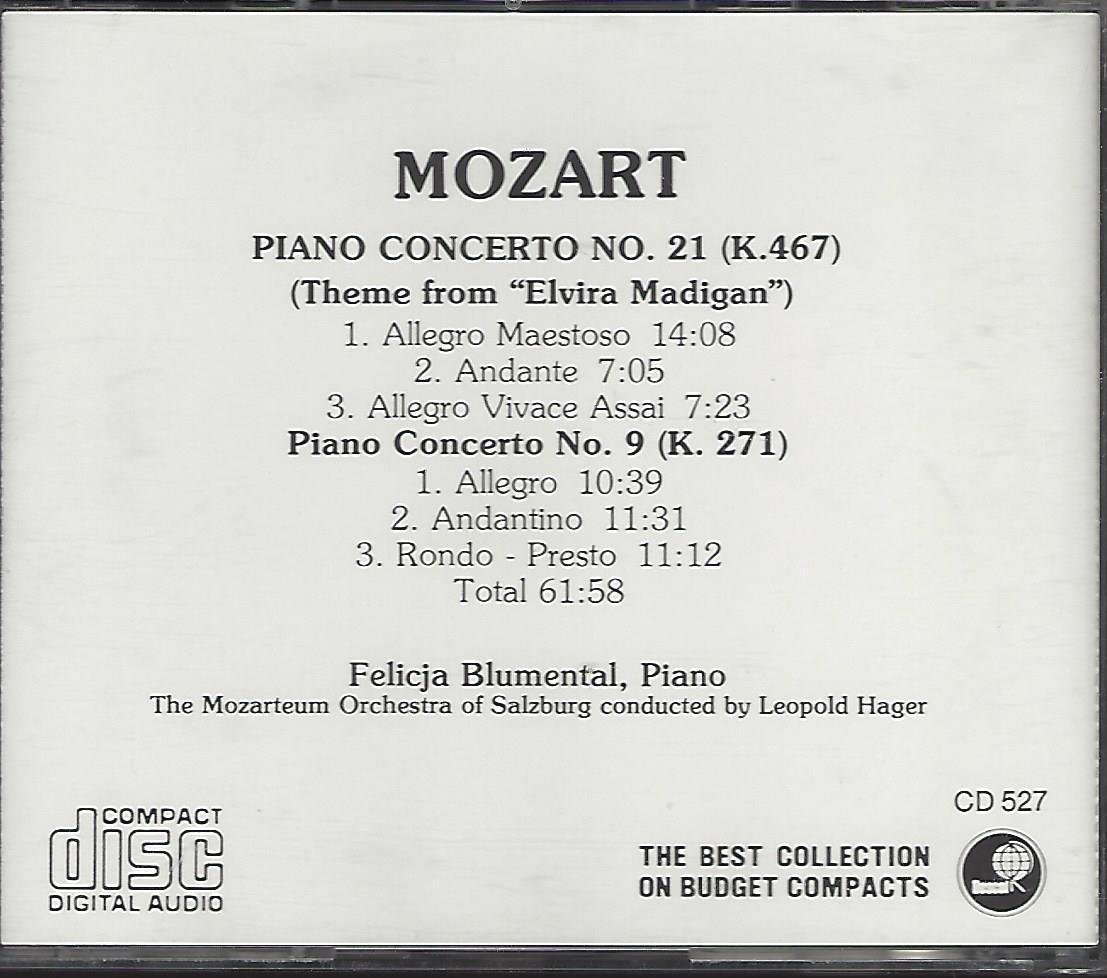 MOZART
PIANO CONCERTO NO. 21 (K.467)
(Theme from “Elvira Madigan”)
1. Allegro Maestoso 14:08
2. Andante 7:05
3. Allegro Vivace Assai 7:23
Piano Concerto No. 9 (K. 271)
1. Allegro 10:39
2. Andantino 11:31
3. Rondo - Presto 11:12
Total 61:58
Felicja Blumental, Piano
The Mozarteum Orchestra of Salzburg conducted by Leopold Hager
CD 527
COMPACT
disc
DIGITAL AUDIO
THE BEST COLLECTION
ON BUDGET COMPACTS